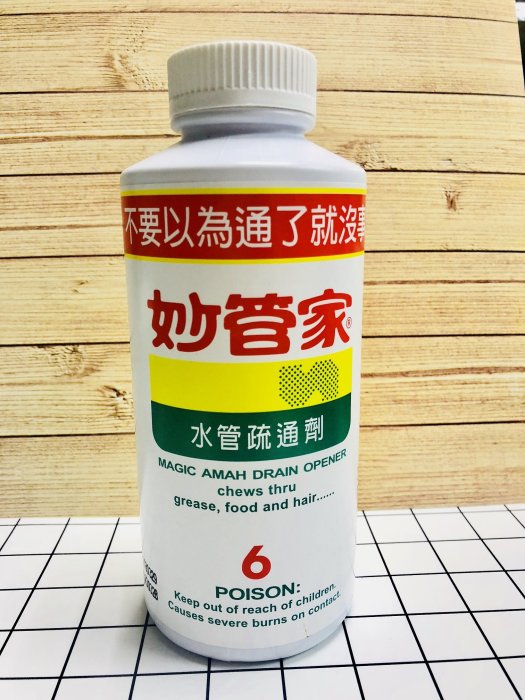 不要以為通了就沒事
妙管家®
水管疏通劑
MAGIC AMAH DRAIN OPENER
chews thru
grease, food and hair......
6
POISON:
Keep out of reach of children.
Causes severe burns on contact.